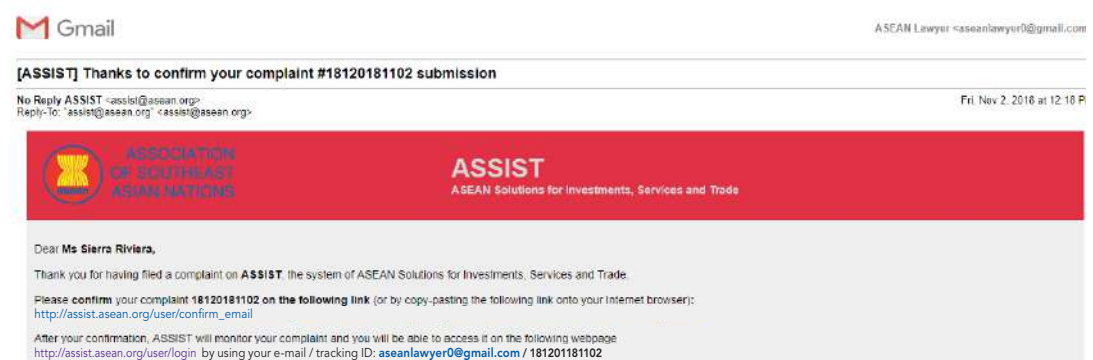 Gmail
ASEAN Lawyer <aseanlawyer0@gmail.com
[ASSIST] Thanks to confirm your complaint #18120181102 submission
No Reply ASSIST <assist@asean.org>
Fri, Nov 2, 2018 at 12:18 P
Reply-To: "assist@asean.org" <assist@asean.org>
ASSOCIATION
OF SOUTHEAST
ASIAN NATIONS
ASSIST
ASEAN Solutions for Investments, Services and Trade
Dear Ms Sierra Riviera,
Thank you for having filed a complaint on ASSIST, the system of ASEAN Solutions for Investments, Services and Trade.
Please confirm your complaint 18120181102 on the following link (or by copy-pasting the following link onto your Internet browser):
http://assist.asean.org/user/confirm_email
After your confirmation, ASSIST will monitor your complaint and you will be able to access it on the following webpage
http://assist.asean.org/user/login by using your e-mail / tracking ID: aseanlawyer0@gmail.com / 181201181102